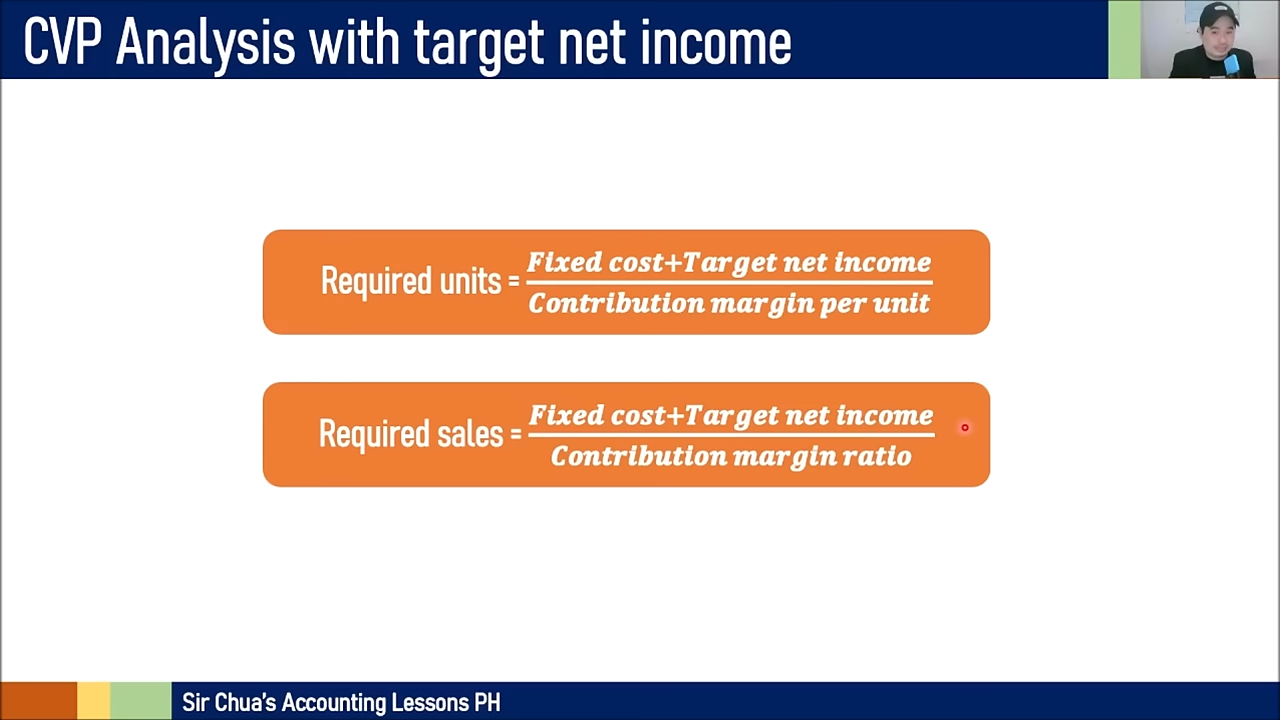 CVP Analysis with target net income
Required units = Fixed cost+Target net income
Contribution margin per unit
Required sales = Fixed cost+Target net income
Contribution margin ratio
Sir Chua's Accounting Lessons PH